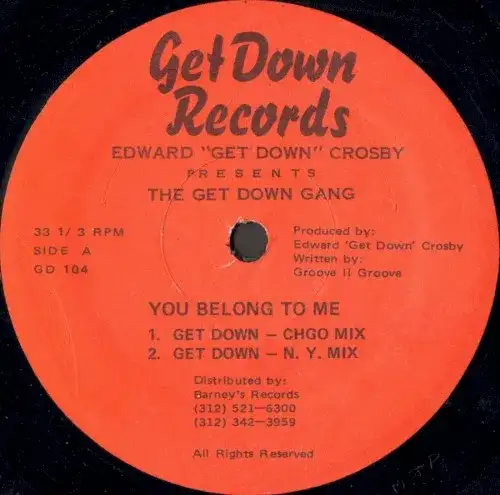 Get Down
Records
EDWARD "GET DOWN" CROSBY
PRESENTS
THE GET DOWN GANG
33 1/3 RPM
SIDE A
GD 104
Produced by:
Edward 'Get Down' Crosby
Written by:
Groove II Groove
YOU BELONG TO ME
1. GET DOWN – CHGO MIX
2. GET DOWN – N. Y. MIX
Distributed by:
Barney's Records
(312) 521–6300
(312) 342–3959
All Rights Reserved